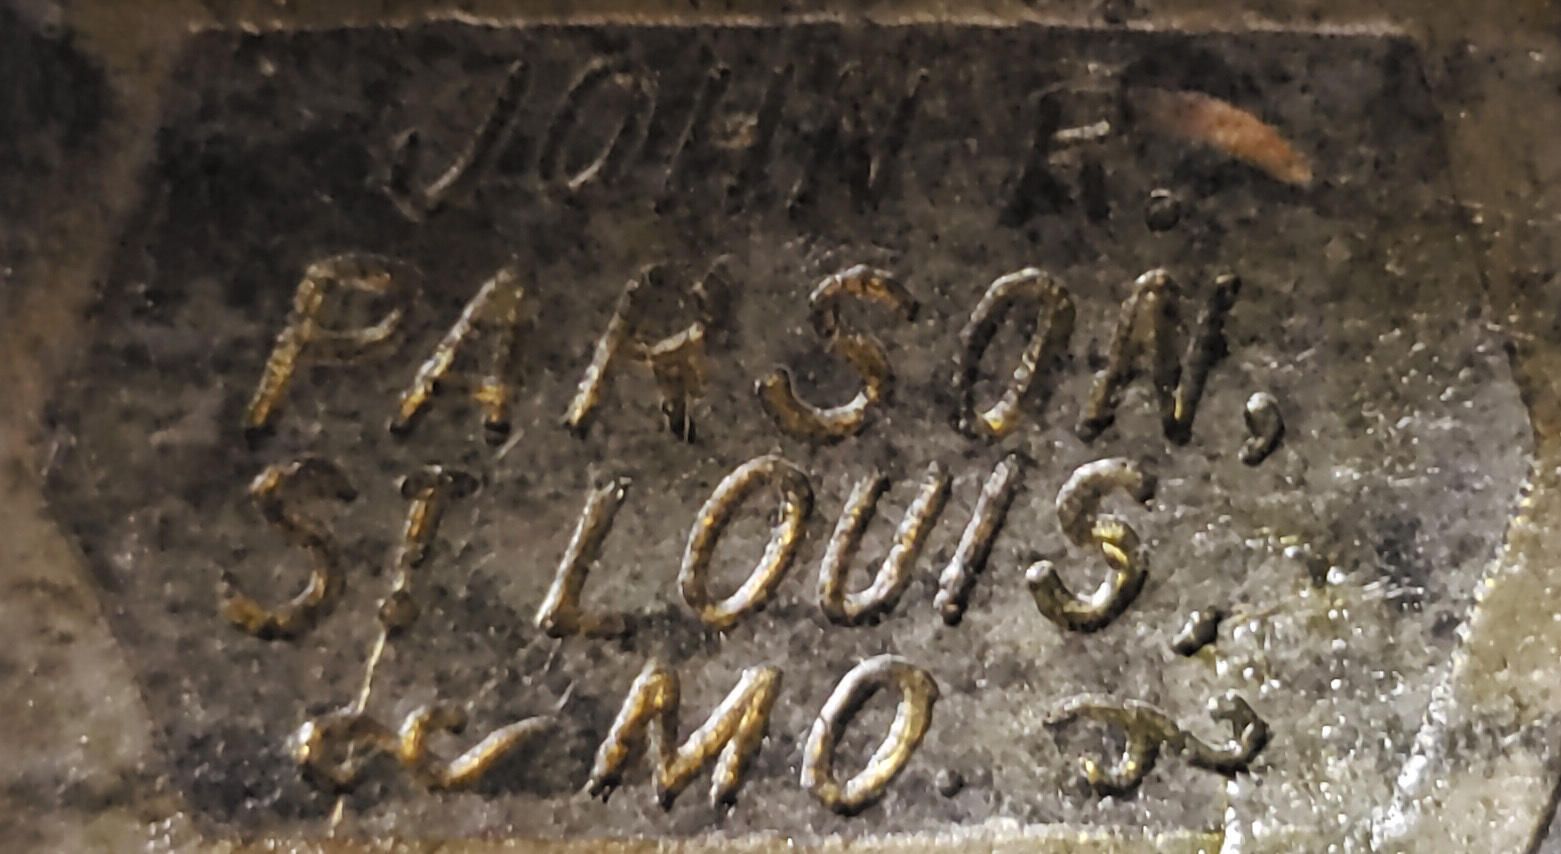 JOHN A.
PARSON,
ST LOUIS,
MO.